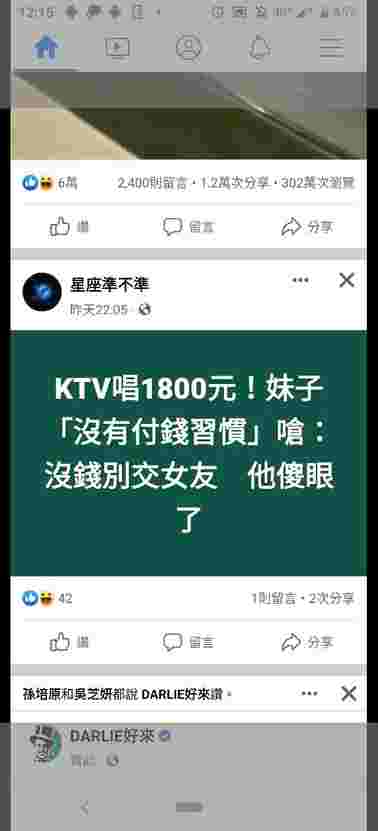 12:15
6萬
2,400則留言・1.2萬次分享・302萬次瀏覽
讚
留言
分享
星座準不準
昨天22:05
KTV唱1800元！妹子
「沒有付錢習慣」嗆：
沒錢別交女友 他傻眼
了
42
1則留言・2次分享
讚
留言
分享
孫培原和吳芝妍都說 DARLIE好來讚。
DARLIE好來
贊助